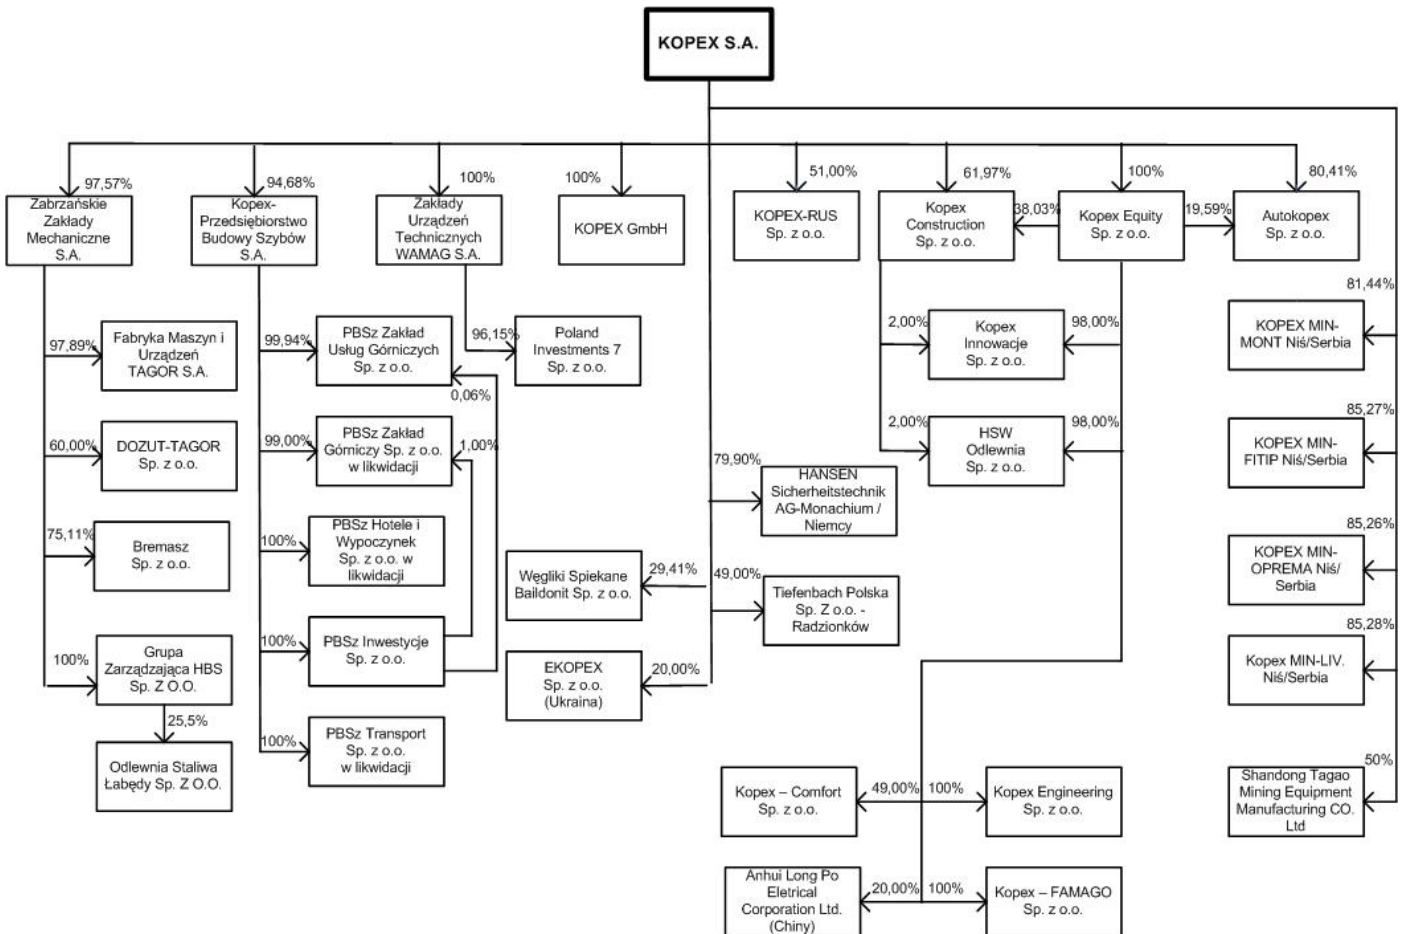 KOPEX S.A.
97,57%
94,68%
100%
100%
51,00%
61,97%
100%
80,41%
Zabrzańskie
Zakłady
Mechaniczne
S.A.
Kopex-
Przedsiębiorstwo
Budowy Szybów
S.A.
Zakłady
Urządzeń
Technicznych
WAMAG S.A.
KOPEX GmbH
KOPEX-RUS
Sp. z o.o.
Kopex
Construction
Sp. z o.o.
38,03%
Kopex Equity
Sp. z o.o.
19,59%
Autokopex
Sp. z o.o.
97,89%
Fabryka Maszyn i
Urządzeń
TAGOR S.A.
99,94%
PBSz Zakład
Usług Górniczych
Sp. z o.o.
0,06%
96,15%
Poland
Investments 7
Sp. z o.o.
2,00%
Kopex
Innowacje
Sp. z o.o.
98,00%
81,44%
KOPEX MIN-
MONT Niś/Serbia
60,00%
DOZUT-TAGOR
Sp. z o.o.
99,00%
PBSz Zakład
Górniczy Sp. z o.o.
w likwidacji
1,00%
2,00%
HSW
Odlewnia
Sp. z o.o.
98,00%
85,27%
KOPEX MIN-
FITIP Niś/Serbia
79,90%
HANSEN
Sicherheitstechnik
AG-Monachium /
Niemcy
75,11%
Bremasz
Sp. z o.o.
100%
PBSz Hotele i
Wypoczynek
Sp. z o.o. w
likwidacji
Węgliki Spiekane
Baildonit Sp. z o.o.
29,41%
49,00%
Tiefenbach Polska
Sp. Z o.o. -
Radzionków
85,26%
KOPEX MIN-
OPREMA Niś/
Serbia
100%
Grupa
Zarządzająca HBS
Sp. Z O.O.
100%
PBSz Inwestycje
Sp. z o.o.
EKOPEX
Sp. z o.o.
(Ukraina)
20,00%
85,28%
Kopex MIN-LIV.
Niś/Serbia
25,5%
Odlewnia Staliwa
Łabędy Sp. Z O.O.
100%
PBSz Transport
Sp. z o.o.
w likwidacji
Kopex – Comfort
Sp. z o.o.
49,00%
100%
Kopex Engineering
Sp. z o.o.
50%
Shandong Tagao
Mining Equipment
Manufacturing CO.
Ltd
Anhui Long Po
Eletrical
Corporation Ltd.
(Chiny)
20,00%
100%
Kopex – FAMAGO
Sp. z o.o.